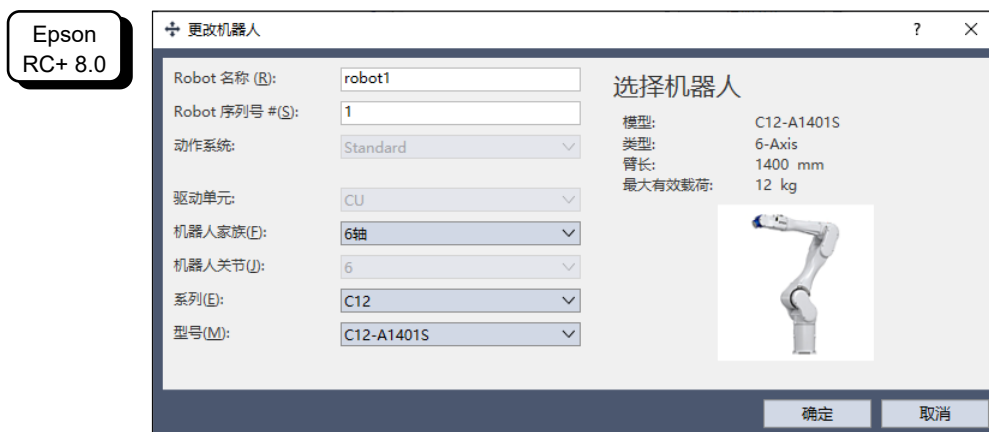 Epson
RC+ 8.0
更改机器人
?
Robot 名称 (R):
robot1
Robot 序列号 #(S):
1
动作系统:
Standard
驱动单元:
CU
机器人家族(F):
6轴
机器人关节(J):
6
系列(E):
C12
型号(M):
C12-A1401S
选择机器人
模型: C12-A1401S
类型: 6-Axis
臂长: 1400 mm
最大有效载荷: 12 kg
确定
取消